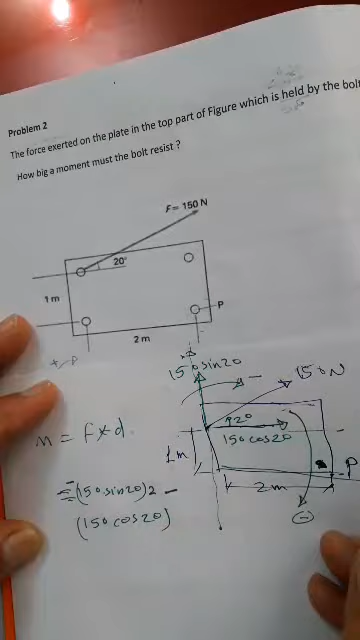 Problem 2
The force exerted on the plate in the top part of Figure which is held by the bolt
How big a moment must the bolt resist ?
F= 150 N
20°
1 m
P
2 m
+ P
150 sin20
-
150 N
M = F * d
20°
150 cos20
1m
= (150 sin20) 2 -
P
2m
(150 cos20)